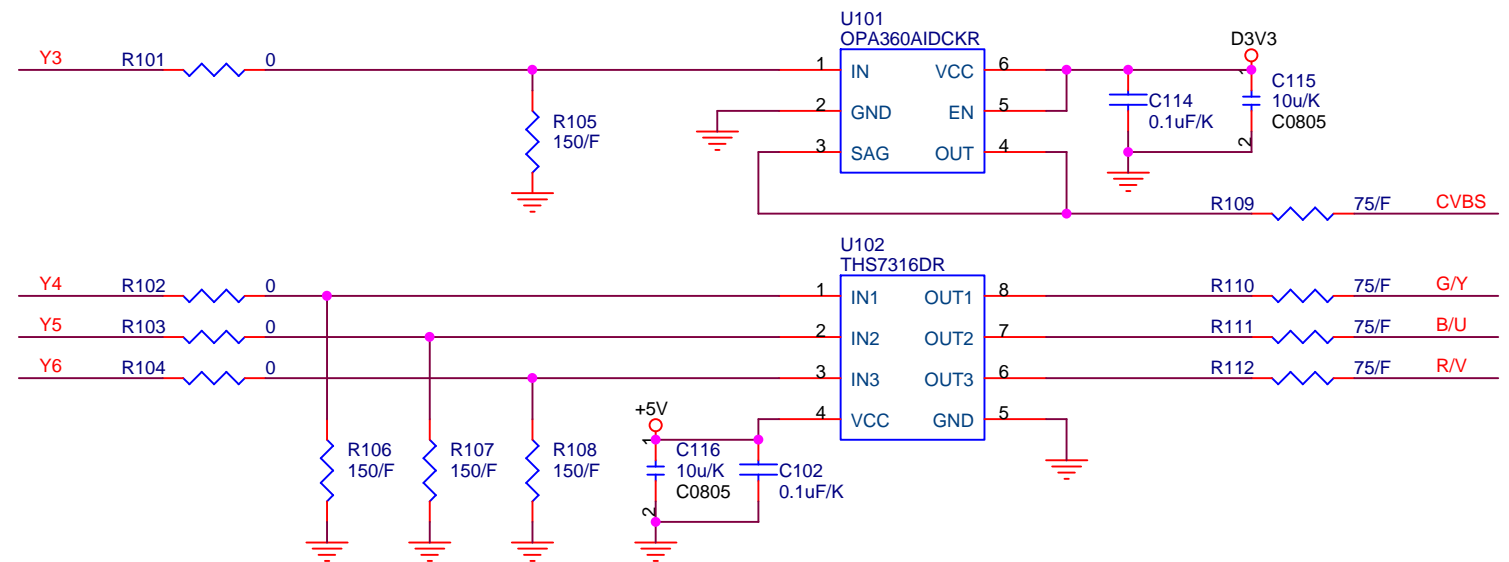 U101
OPA360AIDCKR
D3V3
Y3 R101 0
1 IN VCC 6
2 GND EN 5
3 SAG OUT 4
R105
150/F
C114
0.1uF/K
1
C115
10u/K
C0805
2
R109 75/F CVBS
U102
THS7316DR
Y4 R102 0
Y5 R103 0
Y6 R104 0
1 IN1 OUT1 8
2 IN2 OUT2 7
3 IN3 OUT3 6
4 VCC GND 5
R110 75/F G/Y
R111 75/F B/U
R112 75/F R/V
+5V
R106
150/F
R107
150/F
R108
150/F
1
C116
10u/K
C0805
2
C102
0.1uF/K